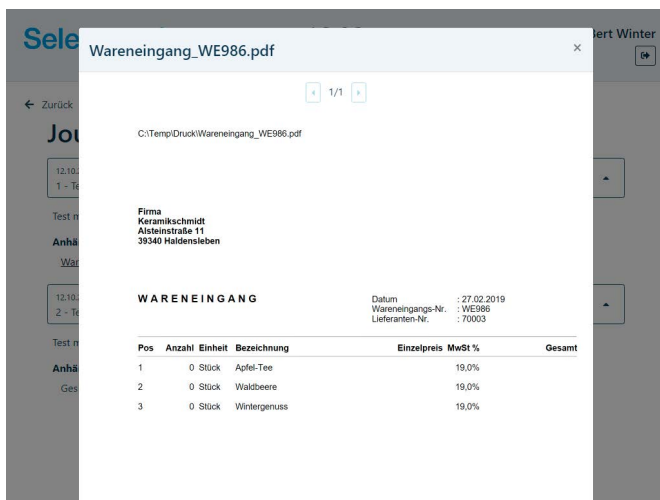 Sele
Bert Winter
Wareneingang_WE986.pdf ×
1/1
Zurück
C:\Temp\Druck\Wareneingang_WE986.pdf
Jou
12.10.
1 - Te
Test m
Firma
Keramikschmidt
Alsteinstraße 11
39340 Haldensleben
Anhä
War
WARENEINGANG
Datum : 27.02.2019
Wareneingangs-Nr. : WE986
Lieferanten-Nr. : 70003
12.10.
2 - Te
Test m
Pos Anzahl Einheit Bezeichnung Einzelpreis MwSt % Gesamt
1 0 Stück Apfel-Tee 19,0%
Anhä
2 0 Stück Waldbeere 19,0%
Ges
3 0 Stück Wintergenuss 19,0%